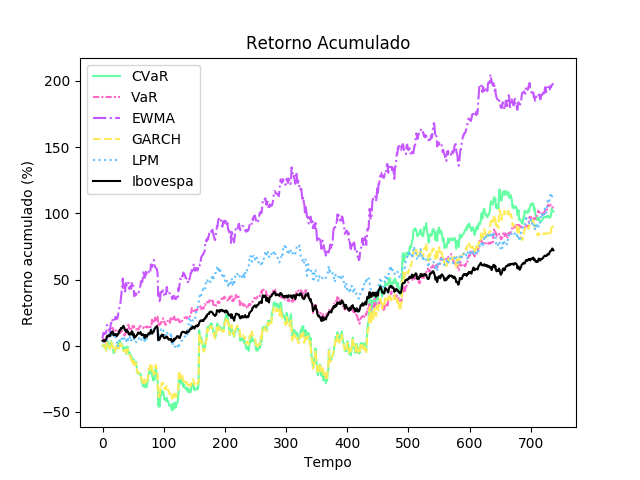 Retorno Acumulado
CVaR
VaR
EWMA
GARCH
LPM
Ibovespa
Retorno acumulado (%)
200
150
100
50
0
−50
0 100 200 300 400 500 600 700
Tempo